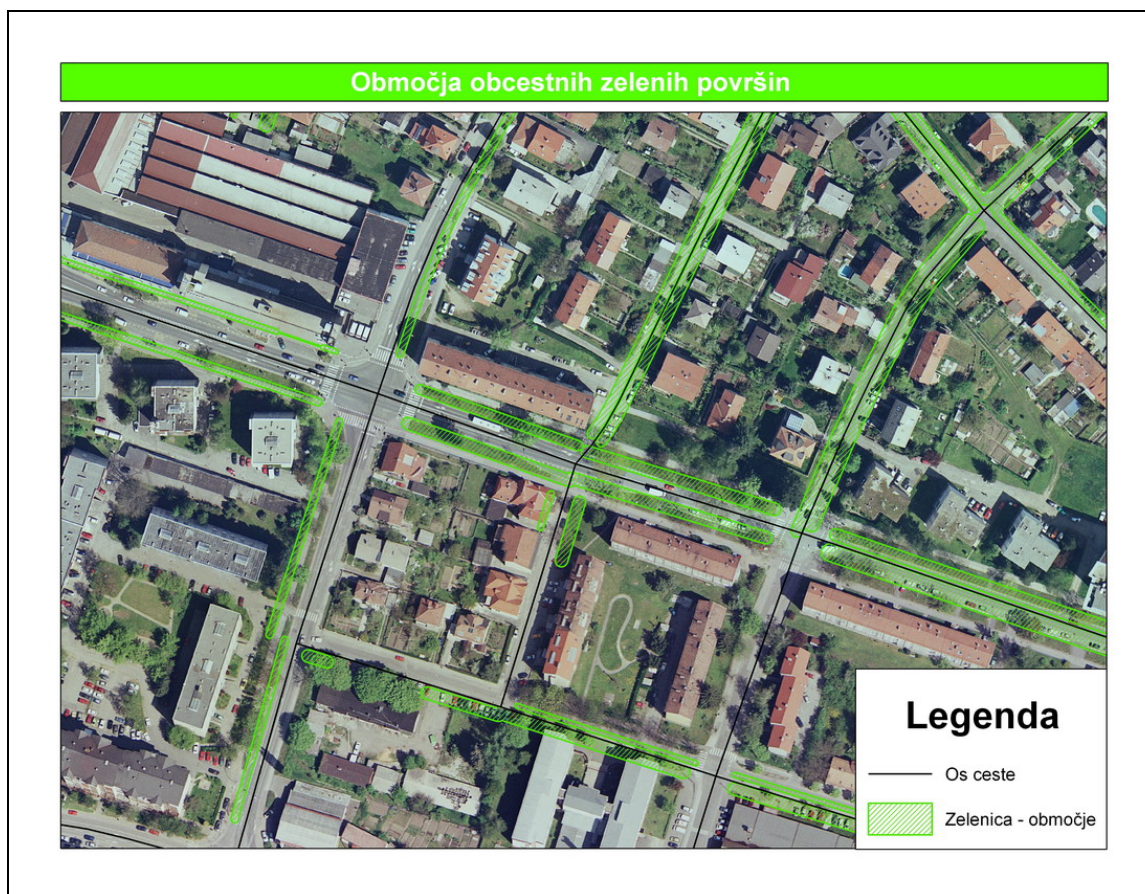 Območja obcestnih zelenih površin
Legenda
Os ceste
Zelenica - območje